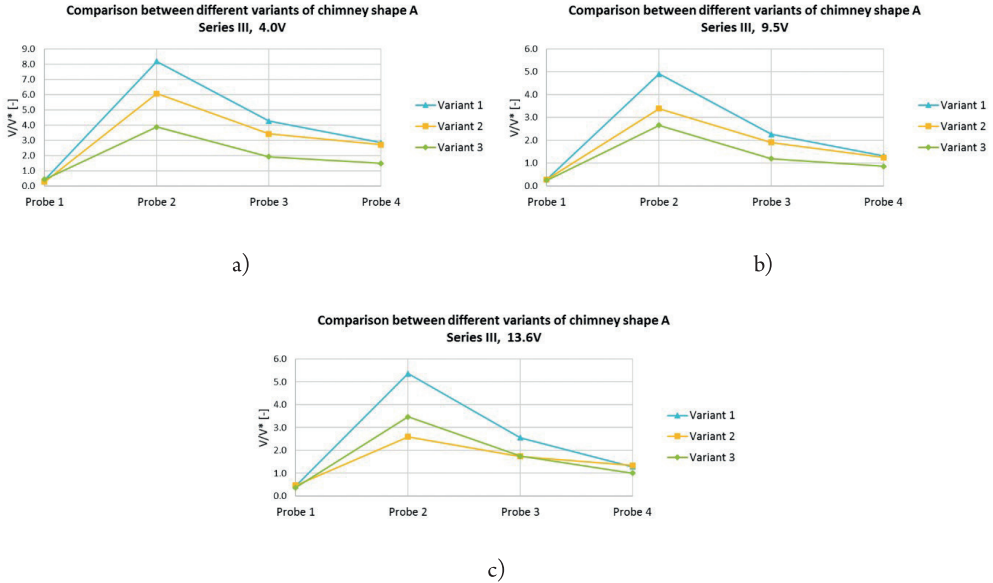 Comparison between different variants of chimney shape A
Series III, 4.0V
9.0
8.0
7.0
6.0
5.0
4.0
3.0
2.0
1.0
0.0
V/V* [-]
Probe 1 Probe 2 Probe 3 Probe 4
Variant 1
Variant 2
Variant 3
a)
Comparison between different variants of chimney shape A
Series III, 9.5V
6.0
5.0
4.0
3.0
2.0
1.0
0.0
V/V* [-]
Probe 1 Probe 2 Probe 3 Probe 4
Variant 1
Variant 2
Variant 3
b)
Comparison between different variants of chimney shape A
Series III, 13.6V
6.0
5.0
4.0
3.0
2.0
1.0
0.0
V/V* [-]
Probe 1 Probe 2 Probe 3 Probe 4
Variant 1
Variant 2
Variant 3
c)